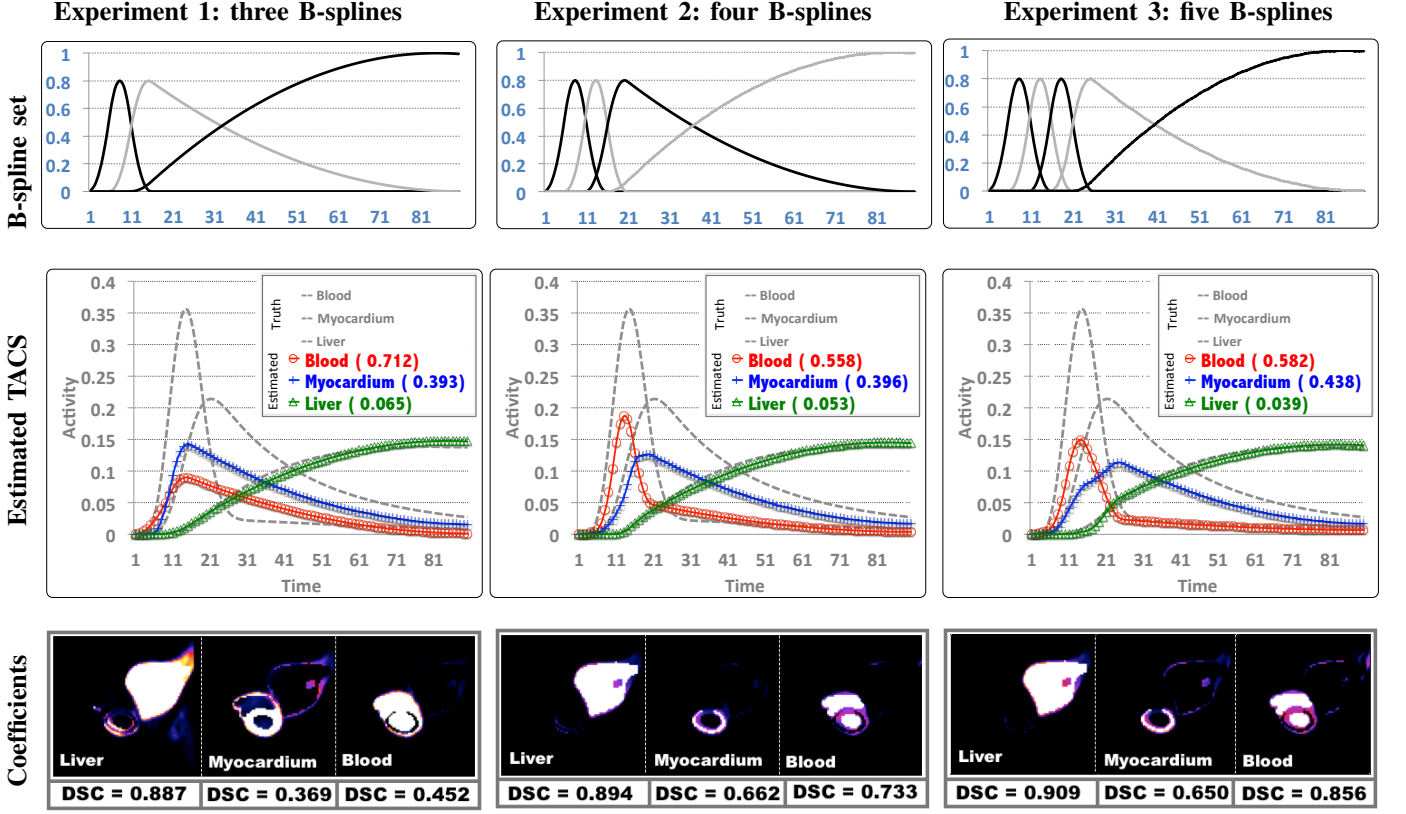 Experiment 1: three B-splines
Experiment 2: four B-splines
Experiment 3: five B-splines
B-spline set
1
0.8
0.6
0.4
0.2
0
1 11 21 31 41 51 61 71 81
1
0.8
0.6
0.4
0.2
0
1 11 21 31 41 51 61 71 81
1
0.8
0.6
0.4
0.2
0
1 11 21 31 41 51 61 71 81
Estimated TACS
Activity
0.4
0.35
0.3
0.25
0.2
0.15
0.1
0.05
0
1 11 21 31 41 51 61 71 81
Time
Truth
Blood
Myocardium
Liver
Estimated
Blood ( 0.712)
Myocardium ( 0.393)
Liver ( 0.065)
Activity
0.4
0.35
0.3
0.25
0.2
0.15
0.1
0.05
0
1 11 21 31 41 51 61 71 81
Time
Truth
Blood
Myocardium
Liver
Estimated
Blood ( 0.558)
Myocardium ( 0.396)
Liver ( 0.053)
Activity
0.4
0.35
0.3
0.25
0.2
0.15
0.1
0.05
0
1 11 21 31 41 51 61 71 81
Time
Truth
Blood
Myocardium
Liver
Estimated
Blood ( 0.582)
Myocardium ( 0.438)
Liver ( 0.039)
Coefficients
Liver
Myocardium
Blood
DSC = 0.887
DSC = 0.369
DSC = 0.452
Liver
Myocardium
Blood
DSC = 0.894
DSC = 0.662
DSC = 0.733
Liver
Myocardium
Blood
DSC = 0.909
DSC = 0.650
DSC = 0.856